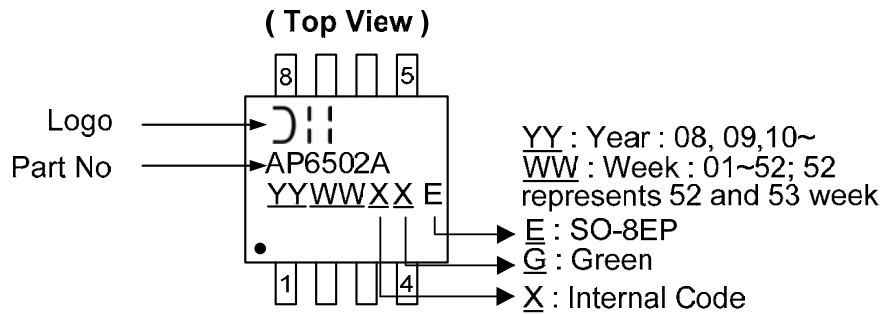 ( Top View )
8 5
Logo
Part No
AP6502A
YYWWXX E
1 4
YY : Year : 08, 09,10~
WW : Week : 01~52; 52
represents 52 and 53 week
E : SO-8EP
G : Green
X : Internal Code